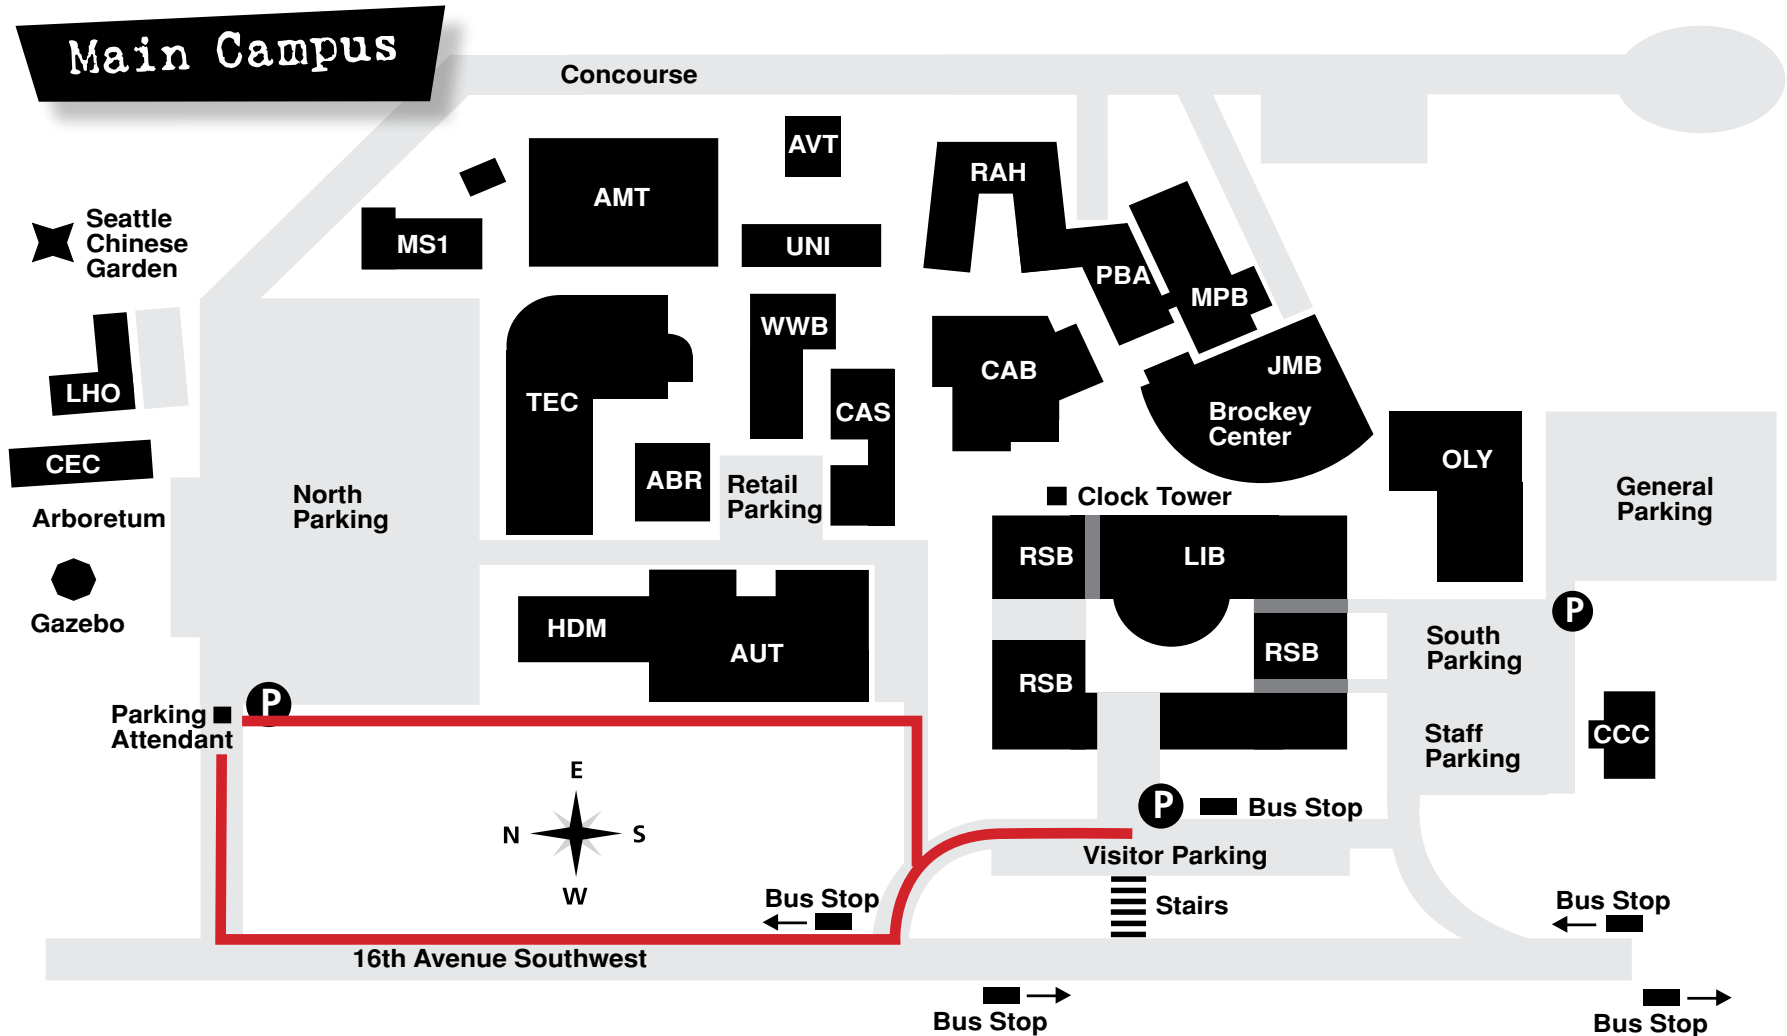 Main Campus
Concourse
AVT
AMT
RAH
Seattle
Chinese
Garden
MS1
UNI
PBA
MPB
WWB
LHO
TEC
CAS
CAB
JMB
Brockey
Center
CEC
ABR
Retail
Parking
OLY
North
Parking
Clock Tower
General
Parking
Arboretum
RSB
LIB
Gazebo
HDM
AUT
RSB
RSB
South
Parking
P
P
Parking
Attendant
Staff
Parking
CCC
E
N
S
W
P
Bus Stop
Visitor Parking
Bus Stop
Stairs
Bus Stop
16th Avenue Southwest
Bus Stop
Bus Stop